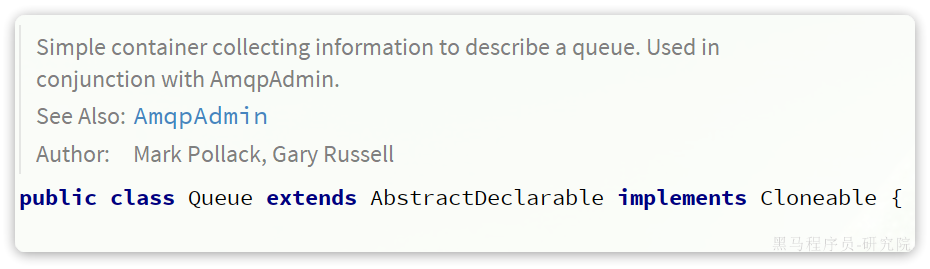 Simple container collecting information to describe a queue. Used in
conjunction with AmqpAdmin.
See Also: AmqpAdmin
Author: Mark Pollack, Gary Russell
public class Queue extends AbstractDeclarable implements Cloneable {
黑马程序员-研究院